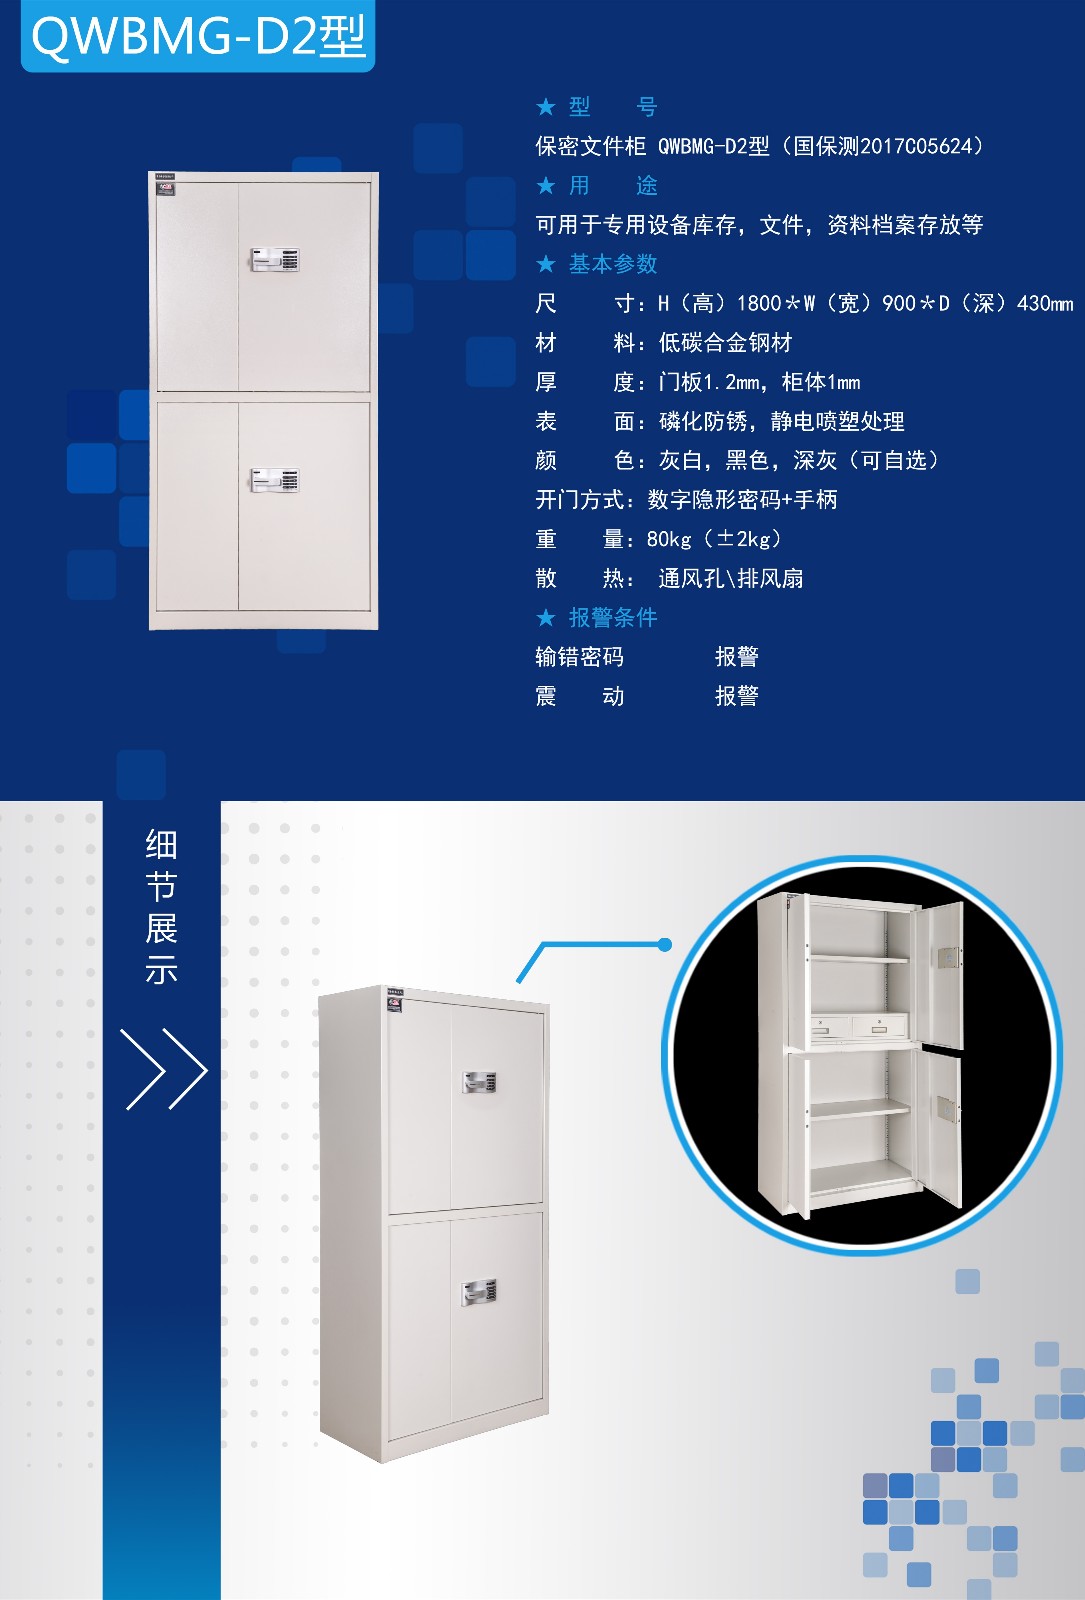 QWBMG-D2型
★ 型 号
保密文件柜 QWBMG-D2型（国保测2017C05624）
★ 用 途
可用于专用设备库存，文件，资料档案存放等
★ 基本参数
尺 寸：H（高）1800＊W（宽）900＊D（深）430mm
材 料：低碳合金钢材
厚 度：门板1.2mm，柜体1mm
表 面：磷化防锈，静电喷塑处理
颜 色：灰白，黑色，深灰（可自选）
开门方式：数字隐形密码+手柄
重 量：80kg（±2kg）
散 热： 通风孔\排风扇
★ 报警条件
输错密码 报警
震 动 报警
细节展示